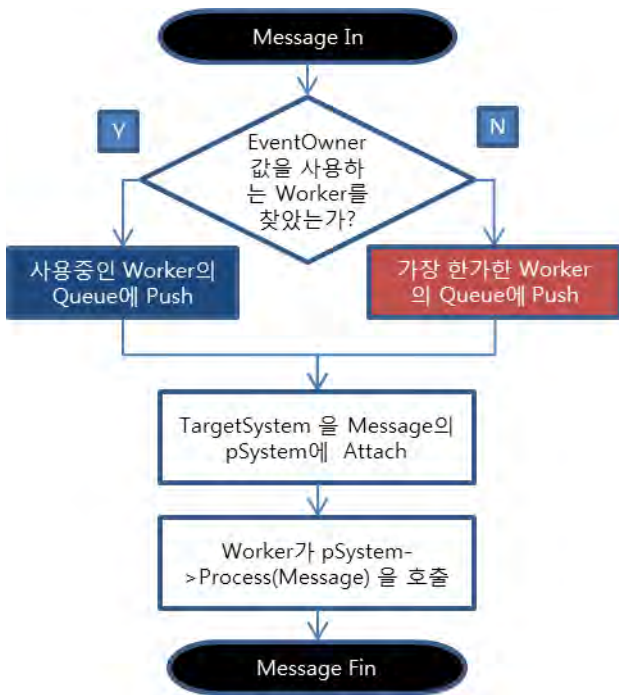 Message In
Y
N
EventOwner
값을 사용하
는 Worker를
찾았는가?
사용중인 Worker의
Queue에 Push
가장 한가한 Worker
의 Queue에 Push
TargetSystem 을 Message의
pSystem에 Attach
Worker가 pSystem-
>Process(Message) 을 호출
Message Fin